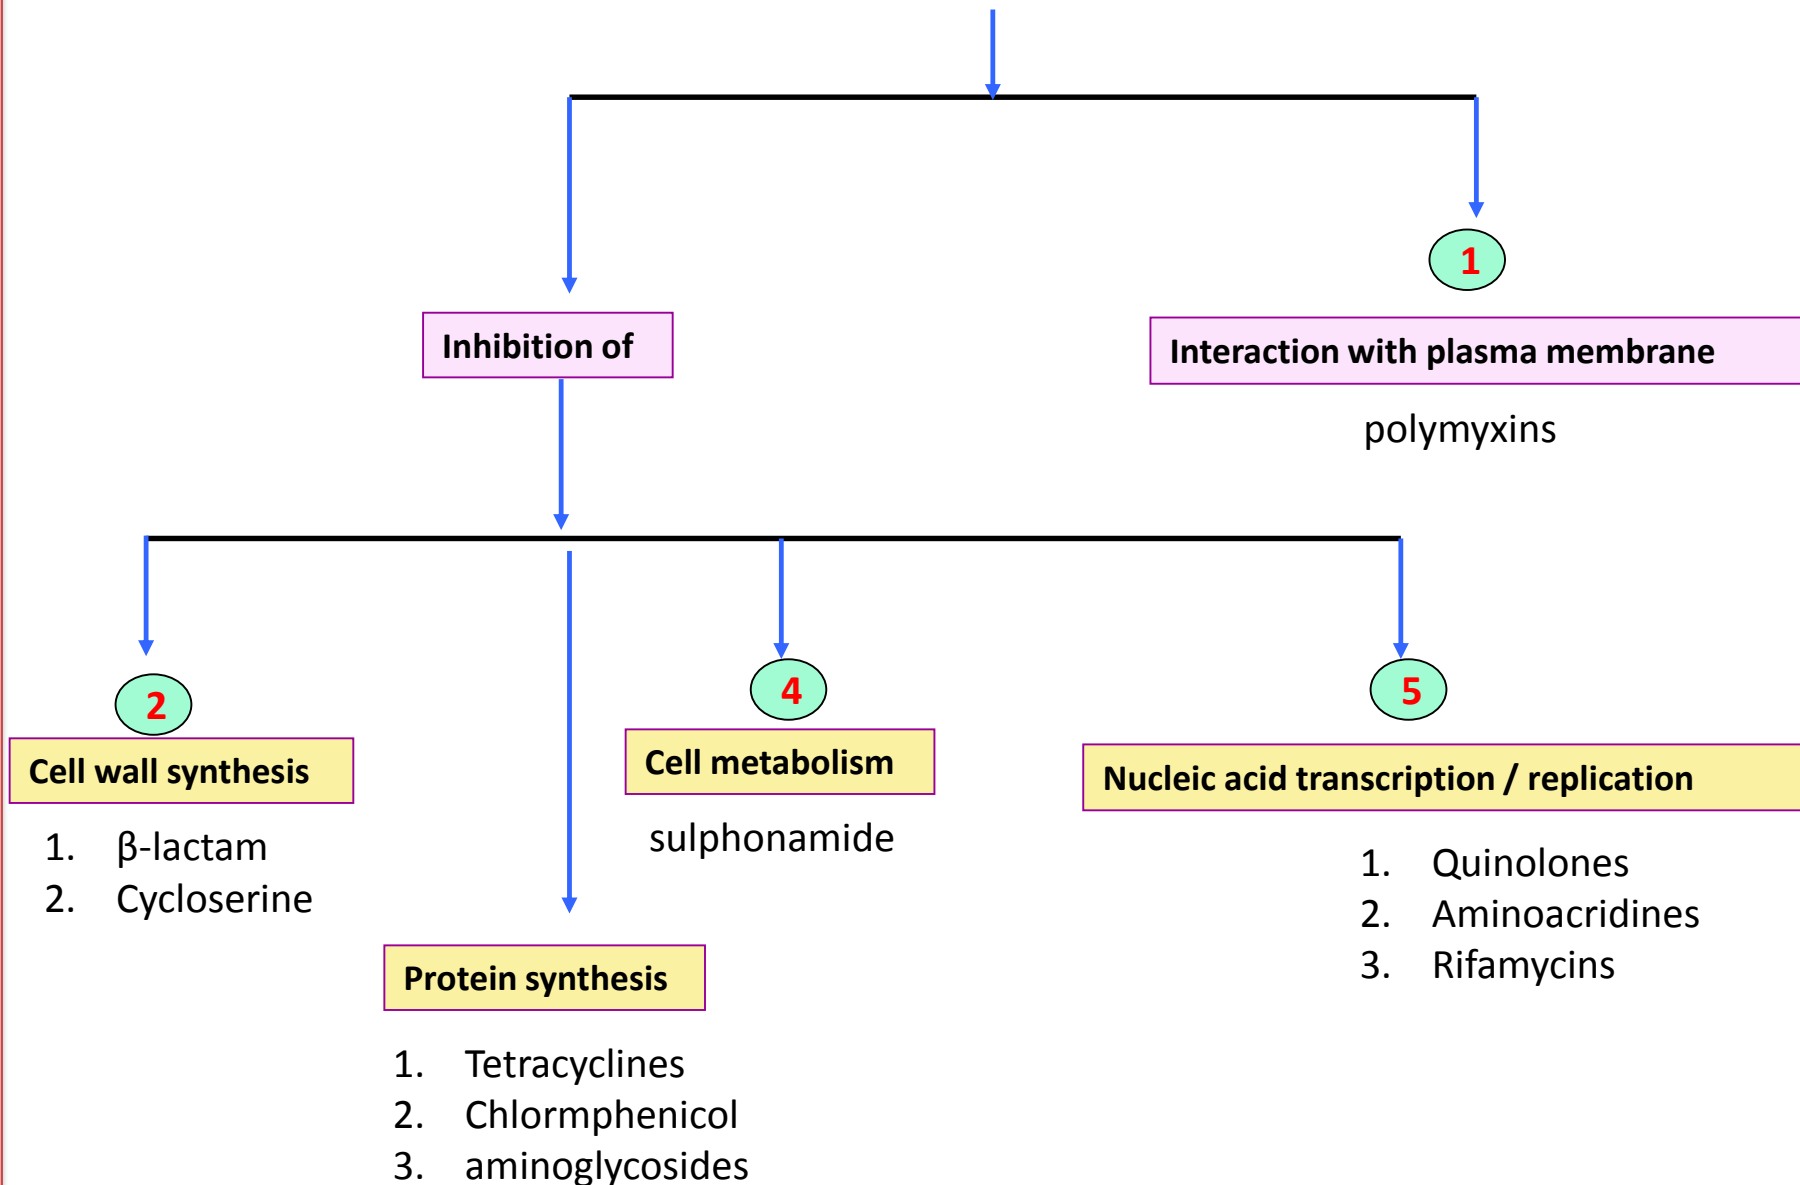 1
Inhibition of
Interaction with plasma membrane
polymyxins
2
4
5
Cell wall synthesis
Cell metabolism
Nucleic acid transcription / replication
1. β-lactam
2. Cycloserine
sulphonamide
1. Quinolones
2. Aminoacridines
3. Rifamycins
Protein synthesis
1. Tetracyclines
2. Chlormphenicol
3. aminoglycosides